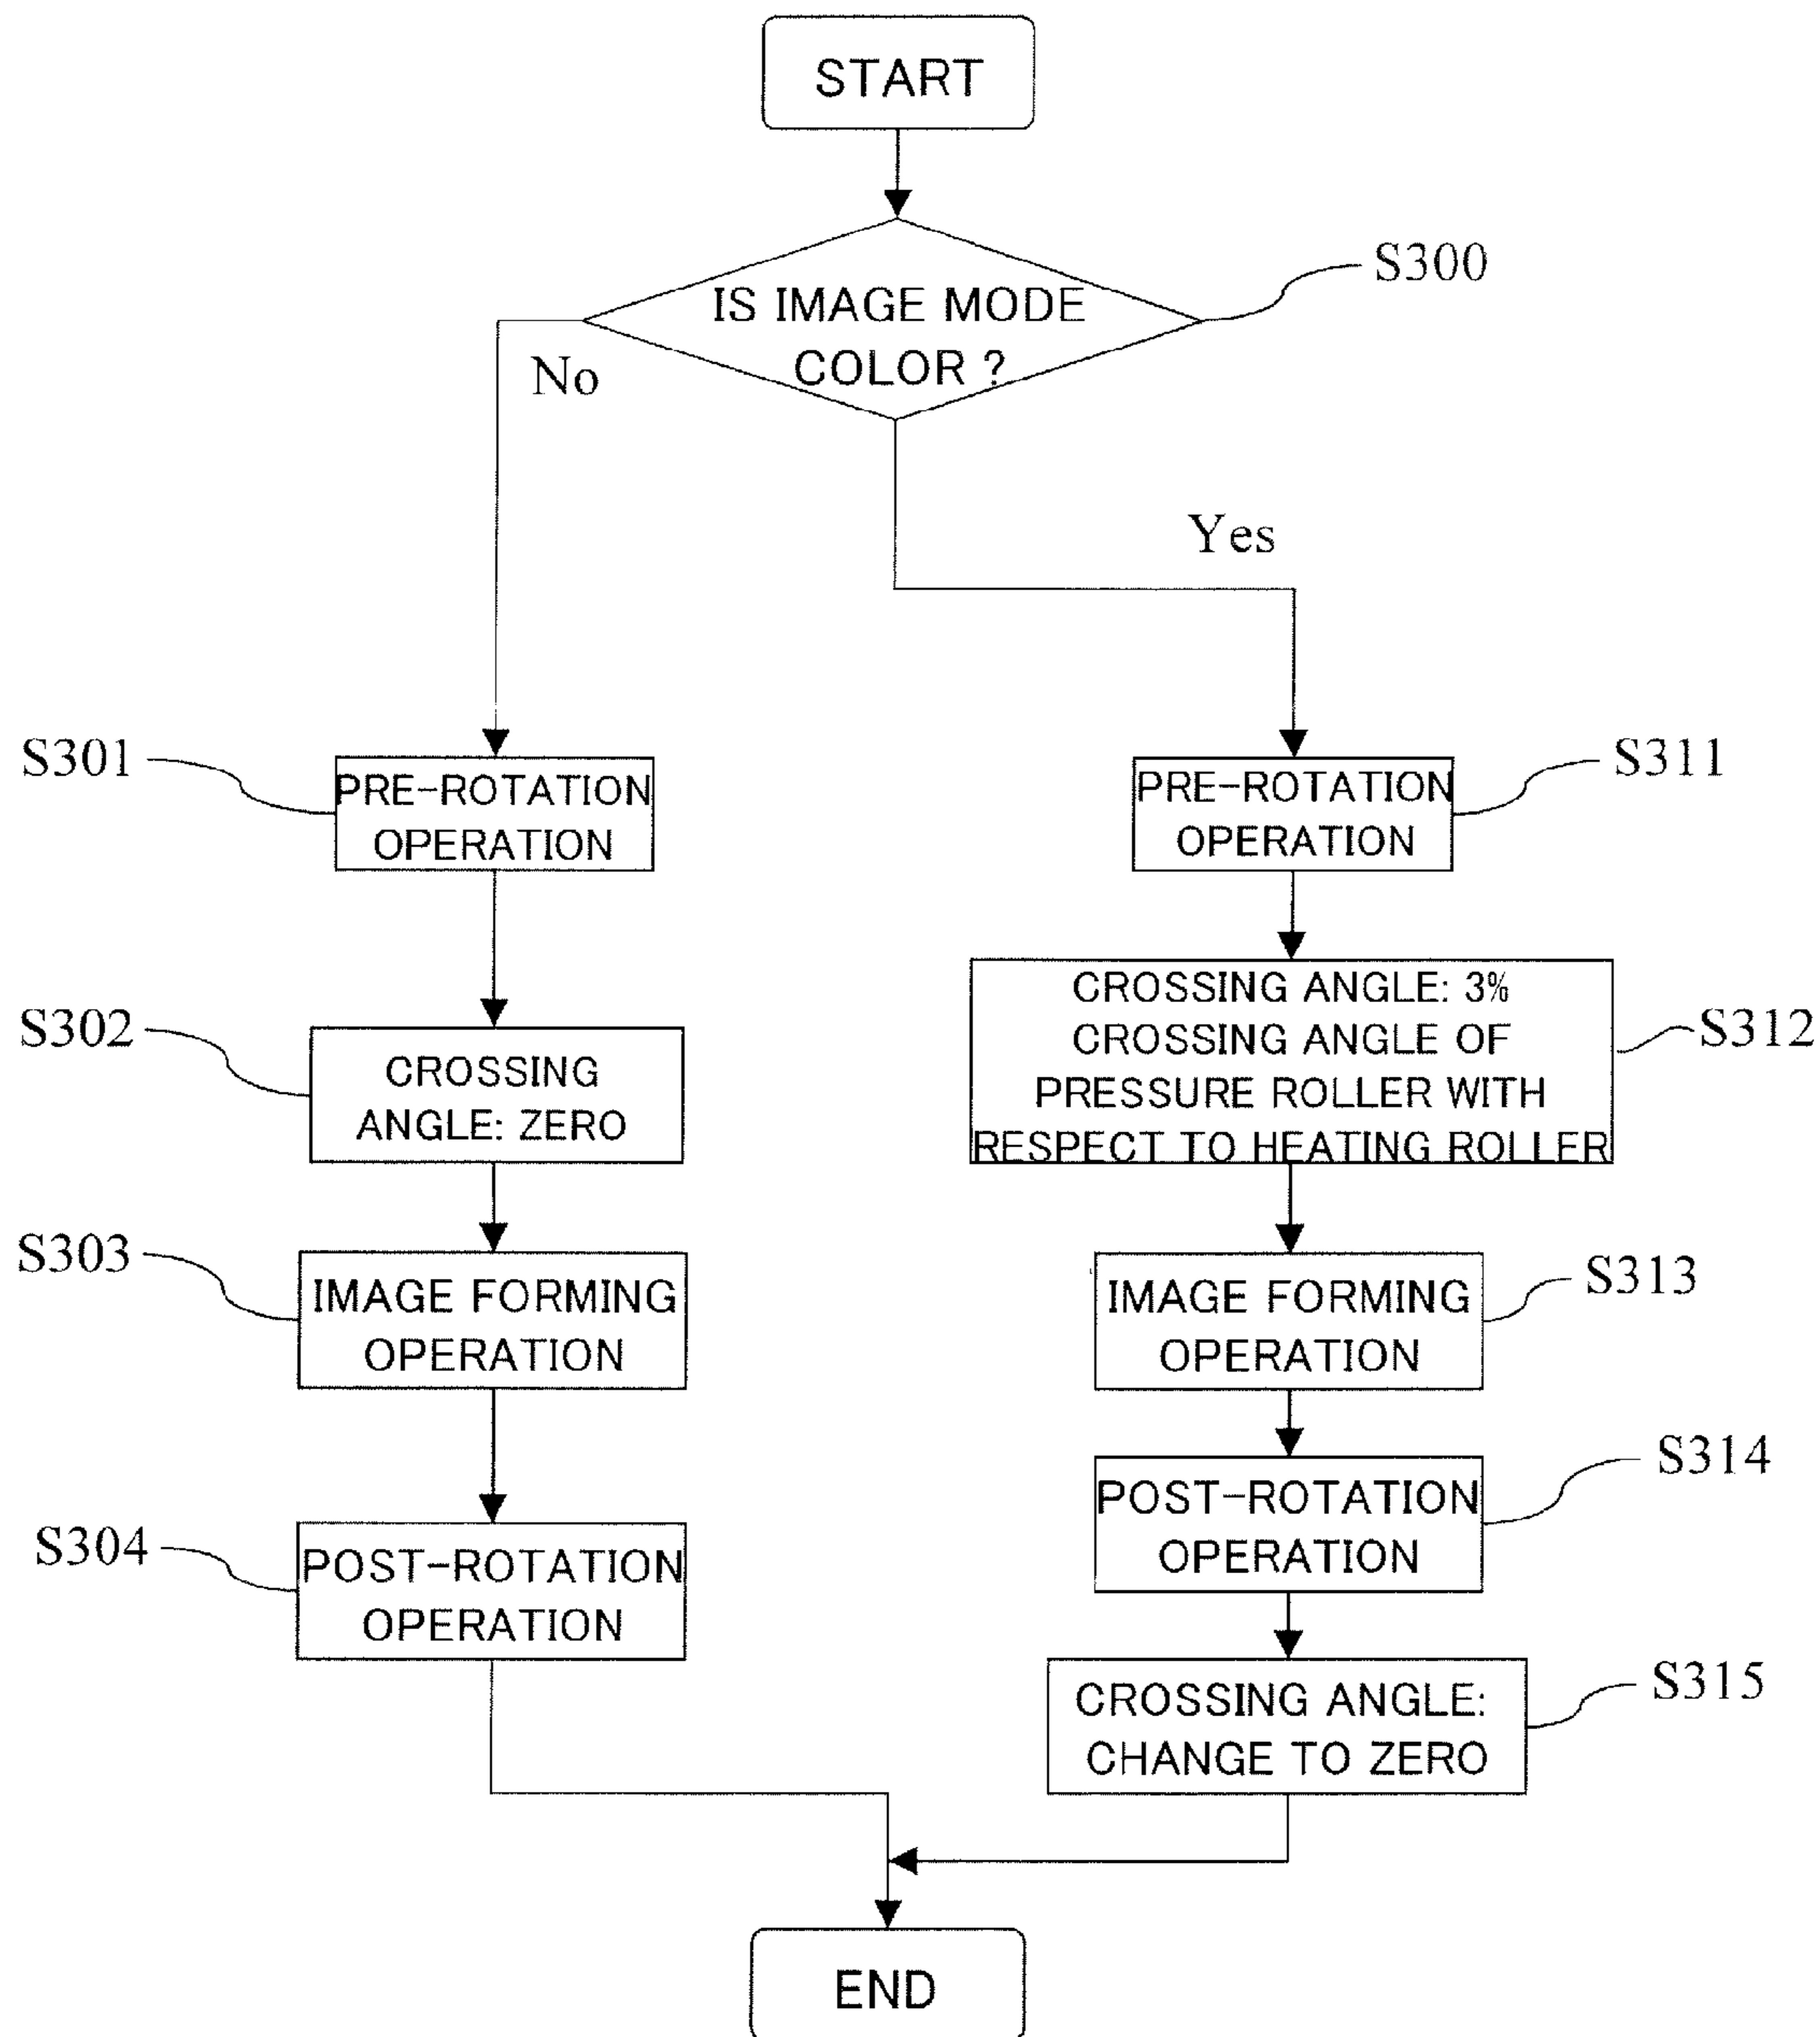 START
IS IMAGE MODE
COLOR ?
S300
No
Yes
S301
PRE-ROTATION
OPERATION
S302
CROSSING
ANGLE: ZERO
S303
IMAGE FORMING
OPERATION
S304
POST-ROTATION
OPERATION
S311
PRE-ROTATION
OPERATION
S312
CROSSING ANGLE: 3%
CROSSING ANGLE OF
PRESSURE ROLLER WITH
RESPECT TO HEATING ROLLER
S313
IMAGE FORMING
OPERATION
S314
POST-ROTATION
OPERATION
S315
CROSSING ANGLE:
CHANGE TO ZERO
END